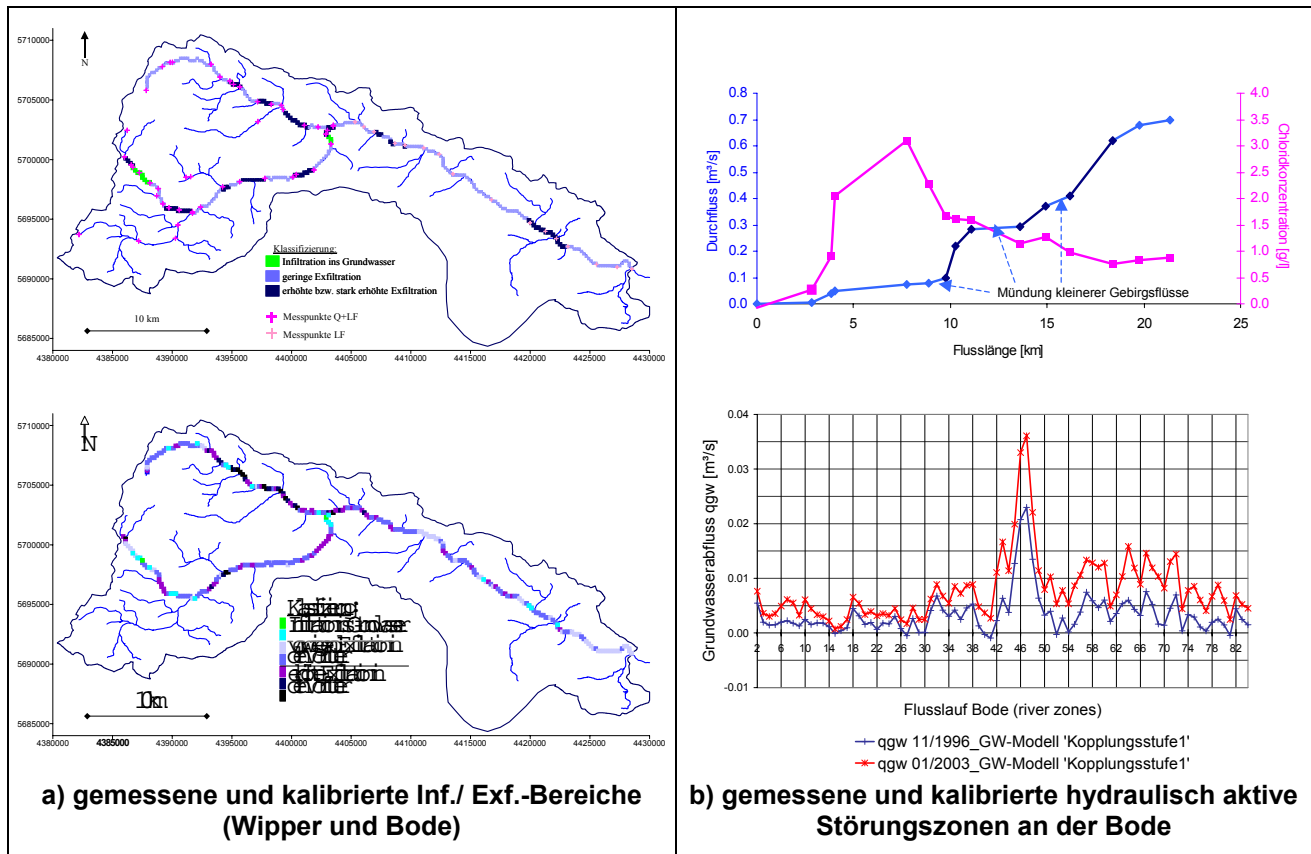 5710000
5705000
5700000
5695000
5690000
5685000
N
Klassifizierung:
Infiltration ins Grundwasser
geringe Exfiltration
erhöhte bzw. stark erhöhte Exfiltration
Messpunkte Q+LF
Messpunkte LF
10 km
4380000 4385000 4390000 4395000 4400000 4405000 4410000 4415000 4420000 4425000 4430000
5710000
5705000
5700000
5695000
5690000
5685000
N
10km
4380000 4385000 4390000 4395000 4400000 4405000 4410000 4415000 4420000 4425000 4430000
a) gemessene und kalibrierte Inf./ Exf.-Bereiche
(Wipper und Bode)
Durchfluss [m³/s]
0.8
0.7
0.6
0.5
0.4
0.3
0.2
0.1
0.0
4.0
3.5
3.0
2.5
2.0
1.5
1.0
0.5
0.0
Chloridkonzentration [g/l]
Mündung kleinerer Gebirgsflüsse
0 5 10 15 20 25
Flusslänge [km]
Grundwasserabfluss qgw [m³/s]
0.04
0.03
0.02
0.01
0.00
-0.01
2 6 10 14 18 22 26 30 34 38 42 46 50 54 58 62 66 70 74 78 82
Flusslauf Bode (river zones)
qgw 11/1996_GW-Modell 'Kopplungsstufe1'
qgw 01/2003_GW-Modell 'Kopplungsstufe1'
b) gemessene und kalibrierte hydraulisch aktive
Störungszonen an der Bode